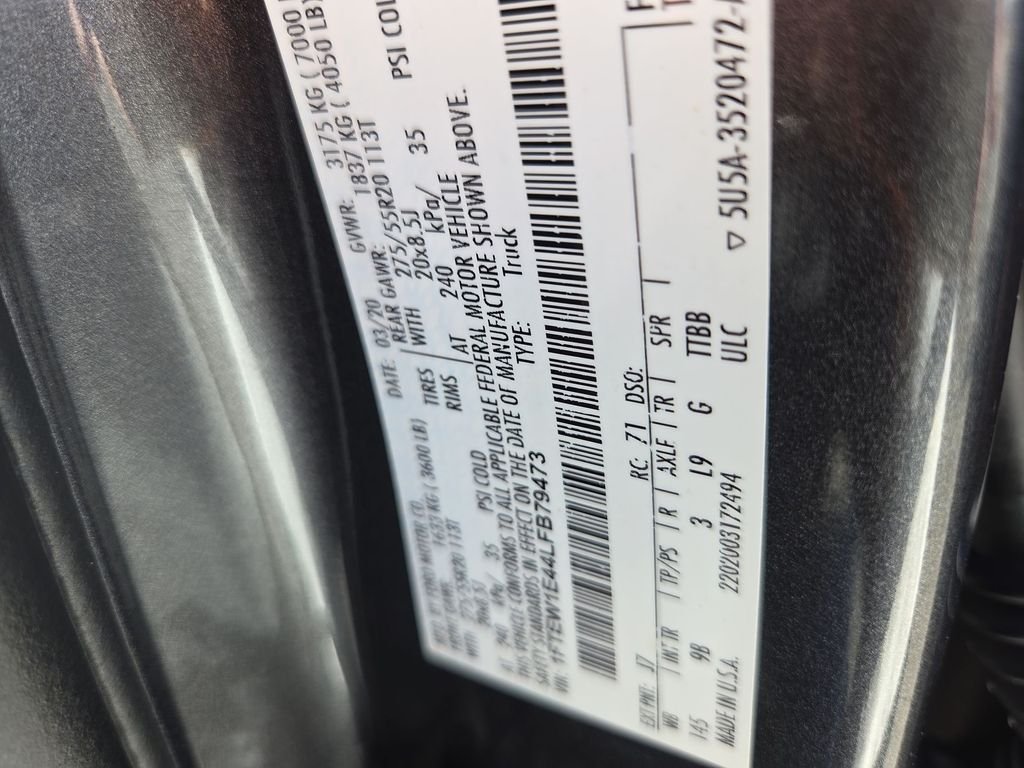 MFD. BY FORD MOTOR CO.
DATE: 03/20 GVWR: 3175 KG ( 7000
FRONT GAWR: 1633 KG ( 3600 LB) REAR GAWR: 1837 KG ( 4050 LB)
WITH 275/55R20 113T TIRES WITH 275/55R20 113T
20x8.5J RIMS 20x8.5J
AT 240 kPa/ 35 PSI COLD AT 240 kPa/ 35 PSI COL
THIS VEHICLE CONFORMS TO ALL APPLICABLE FEDERAL MOTOR VEHICLE
SAFETY STANDARDS IN EFFECT ON THE DATE OF MANUFACTURE SHOWN ABOVE.
VIN: 1FTEW1E44LFB79473 TYPE: Truck
F
T
EXT PNT: J7 RC: 71 DSO:
WB INT TR TP/PS R AXLE TR SPR
145 9B 3 L9 G TTBB
MADE IN U.S.A. 2202003172494 ULC
▽ 5U5A-3520472-